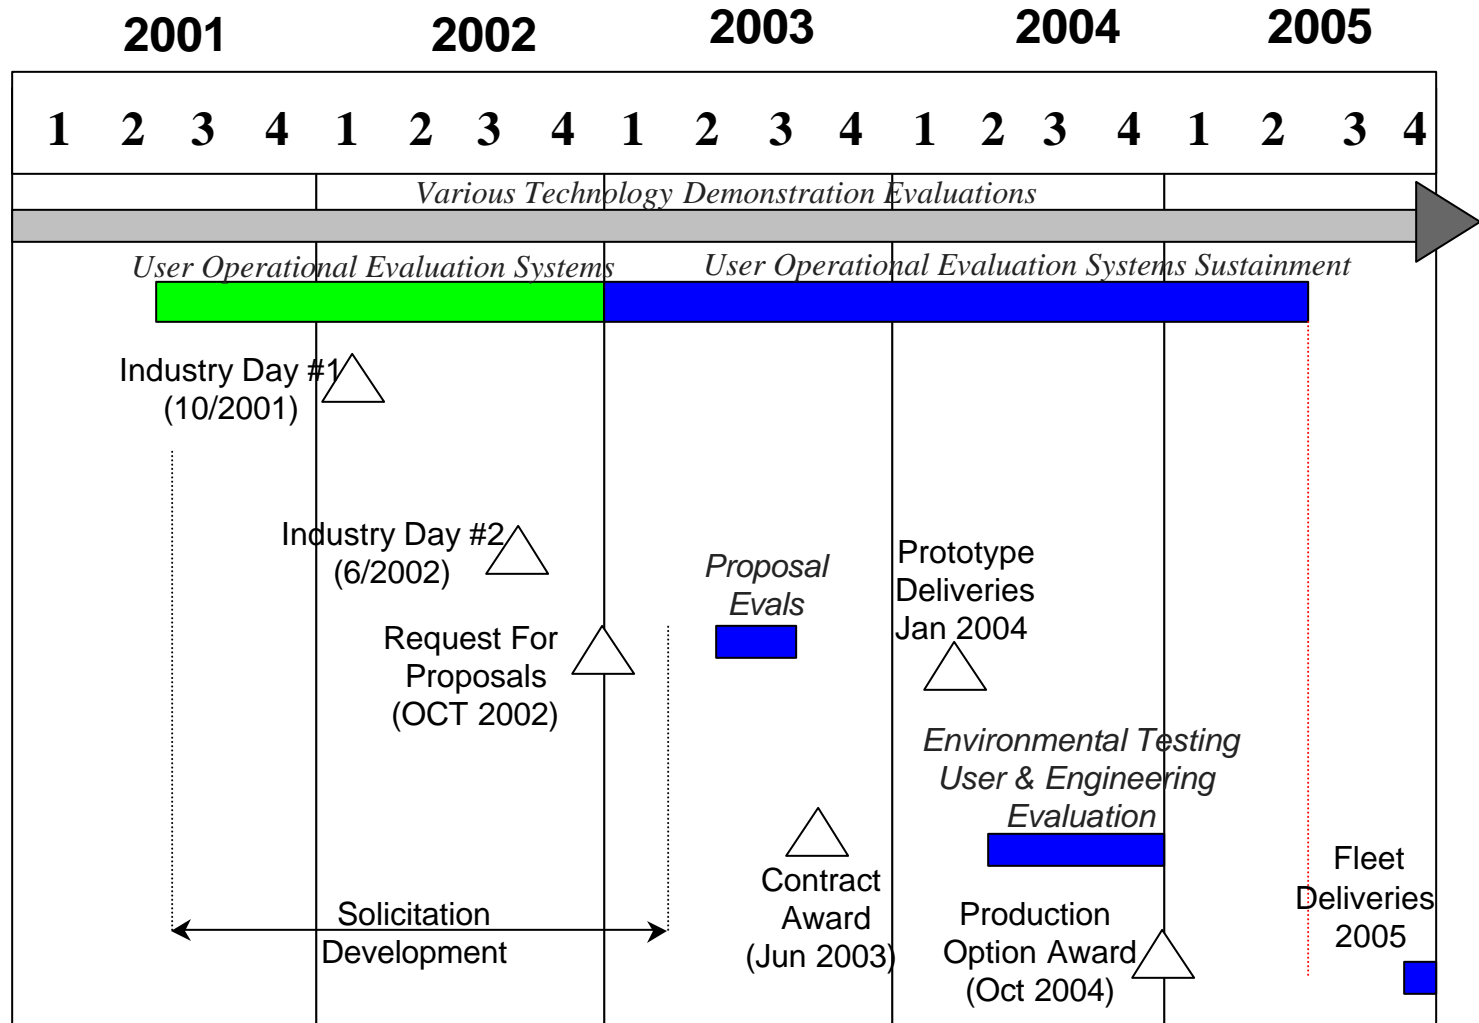 2001 2002 2003 2004 2005
1 2 3 4 1 2 3 4 1 2 3 4 1 2 3 4 1 2 3 4
Various Technology Demonstration Evaluations
User Operational Evaluation Systems
User Operational Evaluation Systems Sustainment
Industry Day #1
(10/2001)
Industry Day #2
(6/2002)
Request For
Proposals
(OCT 2002)
Proposal
Evals
Prototype
Deliveries
Jan 2004
Environmental Testing
User & Engineering
Evaluation
Contract
Award
(Jun 2003)
Solicitation
Development
Production
Option Award
(Oct 2004)
Fleet
Deliveries
2005